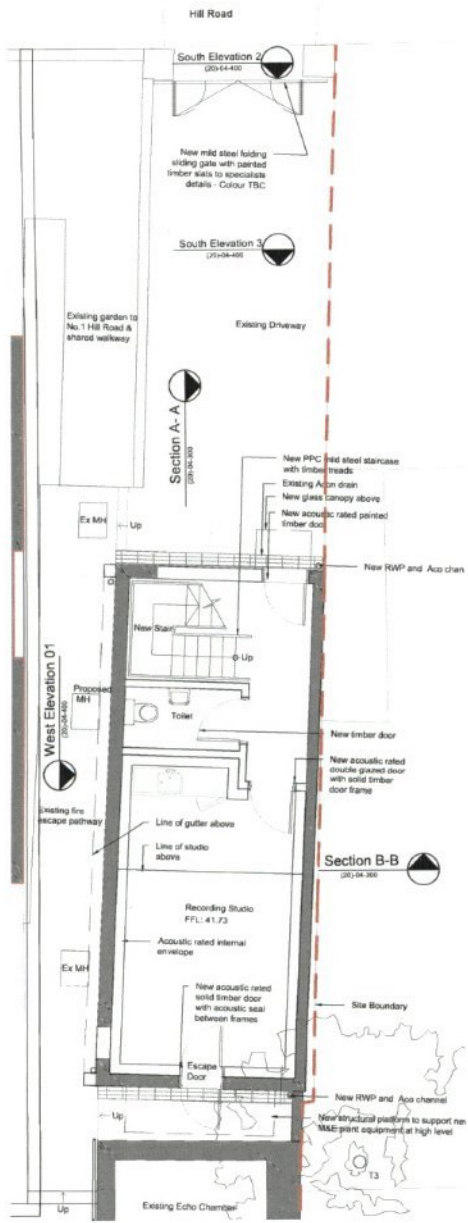 Hill Road
South Elevation 2
(20)-04-400
New mild steel folding
sliding gate with painted
timber slats to specialists
details - Colour TBC
South Elevation 3
(20)-04-400
Existing garden to
No.1 Hill Road &
shared walkway
Existing Driveway
Section A- A
(20)-04-300
New PPC mild steel staircase
with timber treads
Existing Acon drain
New glass canopy above
New acoustic rated painted
timber door
Ex MH
Up
New RWP and Aco chan
New Stair
Up
West Elevation 01
(20)-04-400
Proposed
MH
Toilet
New timber door
New acoustic rated
double glazed door
with solid timber
door frame
Existing fire
escape pathway
Line of gutter above
Line of studio
above
Section B-B
(20)-04-300
Recording Studio
FFL: 41.73
Acoustic rated internal
envelope
Ex MH
New acoustic rated
solid timber door
with acoustic seal
between frames
Site Boundary
Escape
Door
New RWP and Aco channel
Up
New structural platform to support new
M&E plant equipment at high level
T3
Up
Existing Echo Chamber